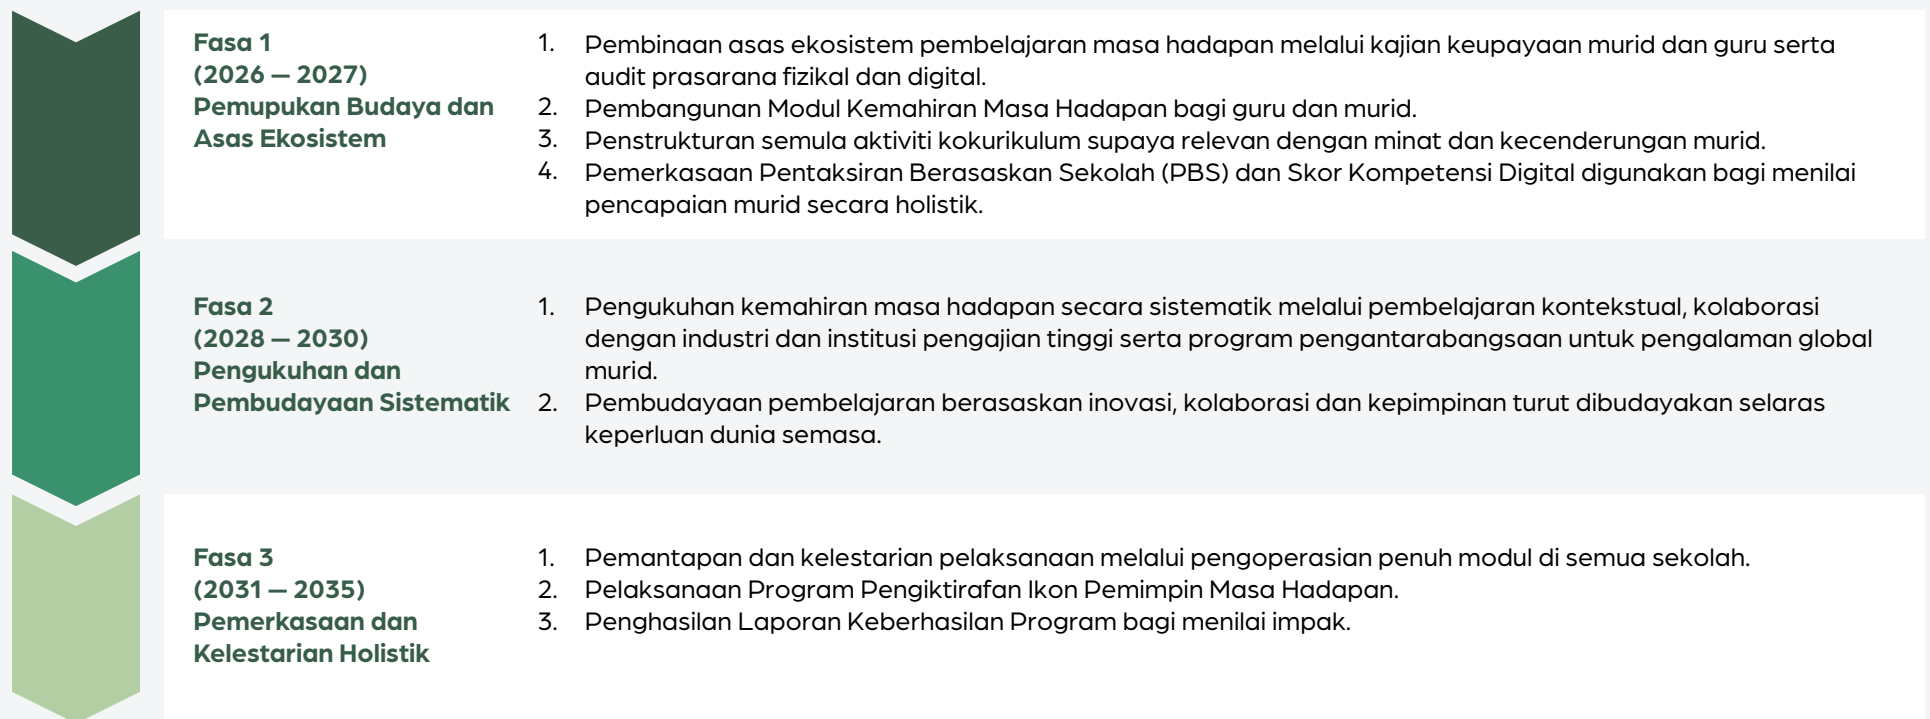 Fasa 1
(2026 – 2027)
Pemupukan Budaya dan
Asas Ekosistem
1. Pembinaan asas ekosistem pembelajaran masa hadapan melalui kajian keupayaan murid dan guru serta
audit prasarana fizikal dan digital.
2. Pembangunan Modul Kemahiran Masa Hadapan bagi guru dan murid.
3. Penstrukturan semula aktiviti kokurikulum supaya relevan dengan minat dan kecenderungan murid.
4. Pemerkasaan Pentaksiran Berasaskan Sekolah (PBS) dan Skor Kompetensi Digital digunakan bagi menilai
pencapaian murid secara holistik.
Fasa 2
(2028 – 2030)
Pengukuhan dan
Pembudayaan Sistematik
1. Pengukuhan kemahiran masa hadapan secara sistematik melalui pembelajaran kontekstual, kolaborasi
dengan industri dan institusi pengajian tinggi serta program pengantarabangsaan untuk pengalaman global
murid.
2. Pembudayaan pembelajaran berasaskan inovasi, kolaborasi dan kepimpinan turut dibudayakan selaras
keperluan dunia semasa.
Fasa 3
(2031 – 2035)
Pemerkasaan dan
Kelestarian Holistik
1. Pemantapan dan kelestarian pelaksanaan melalui pengoperasian penuh modul di semua sekolah.
2. Pelaksanaan Program Pengiktirafan Ikon Pemimpin Masa Hadapan.
3. Penghasilan Laporan Keberhasilan Program bagi menilai impak.